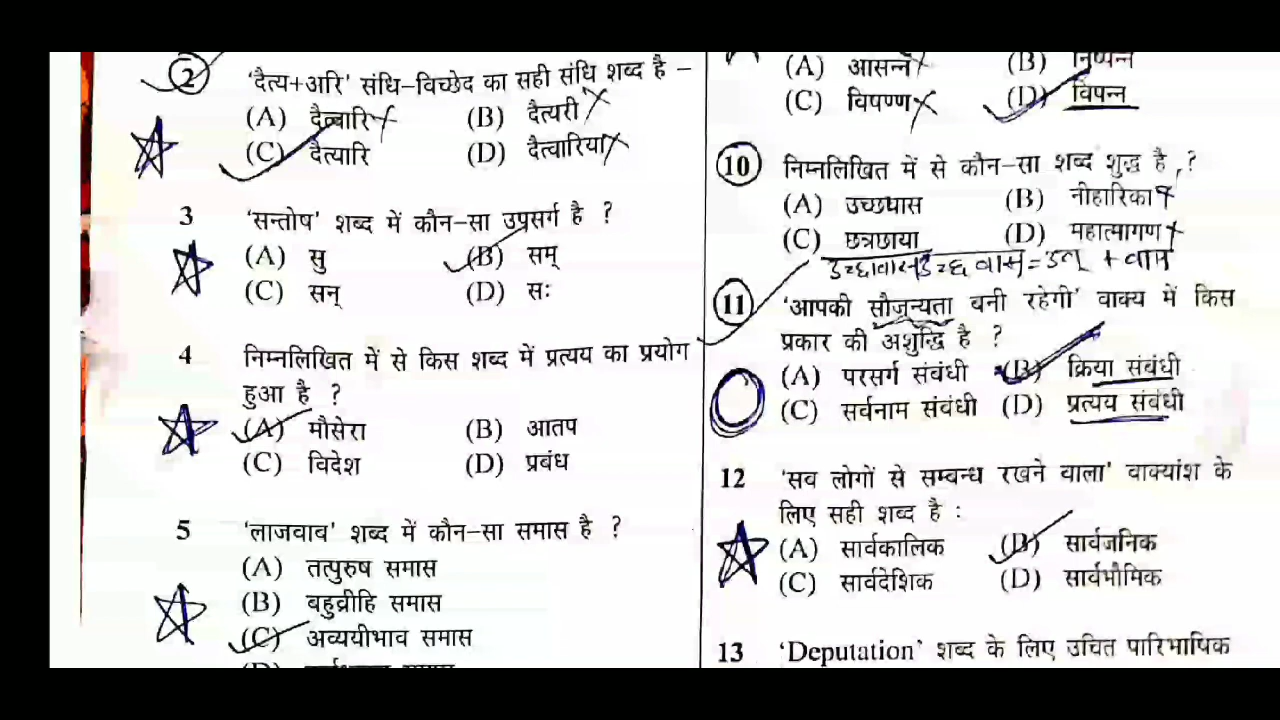 2 'दैत्य+अरि' संधि-विच्छेद का सही संधि शब्द है –
(A) दैत्वारि (B) दैत्यरी
(C) दैत्यारि (D) दैत्वारिया
3 'सन्तोष' शब्द में कौन-सा उपसर्ग है ?
(A) सु (B) सम्
(C) सन् (D) सः
4 निम्नलिखित में से किस शब्द में प्रत्यय का प्रयोग
हुआ है ?
(A) मौसेरा (B) आतप
(C) विदेश (D) प्रबंध
5 'लाजवाब' शब्द में कौन-सा समास है ?
(A) तत्पुरुष समास
(B) बहुव्रीहि समास
(C) अव्ययीभाव समास
(A) आसन्न (B) निष्पन्न
(C) विपण्ण (D) विपन्न
10 निम्नलिखित में से कौन-सा शब्द शुद्ध है ?
(A) उच्छवास (B) नीहारिका
(C) छत्रछाया (D) महात्मागण
= उत् + वास
11 'आपकी सौजन्यता बनी रहेगी' वाक्य में किस
प्रकार की अशुद्धि है ?
(A) परसर्ग संबंधी (B) क्रिया संबंधी
(C) सर्वनाम संबंधी (D) प्रत्यय संबंधी
12 'सब लोगों से सम्बन्ध रखने वाला' वाक्यांश के
लिए सही शब्द है :
(A) सार्वकालिक (B) सार्वजनिक
(C) सार्वदेशिक (D) सार्वभौमिक
13 'Deputation' शब्द के लिए उचित पारिभाषिक